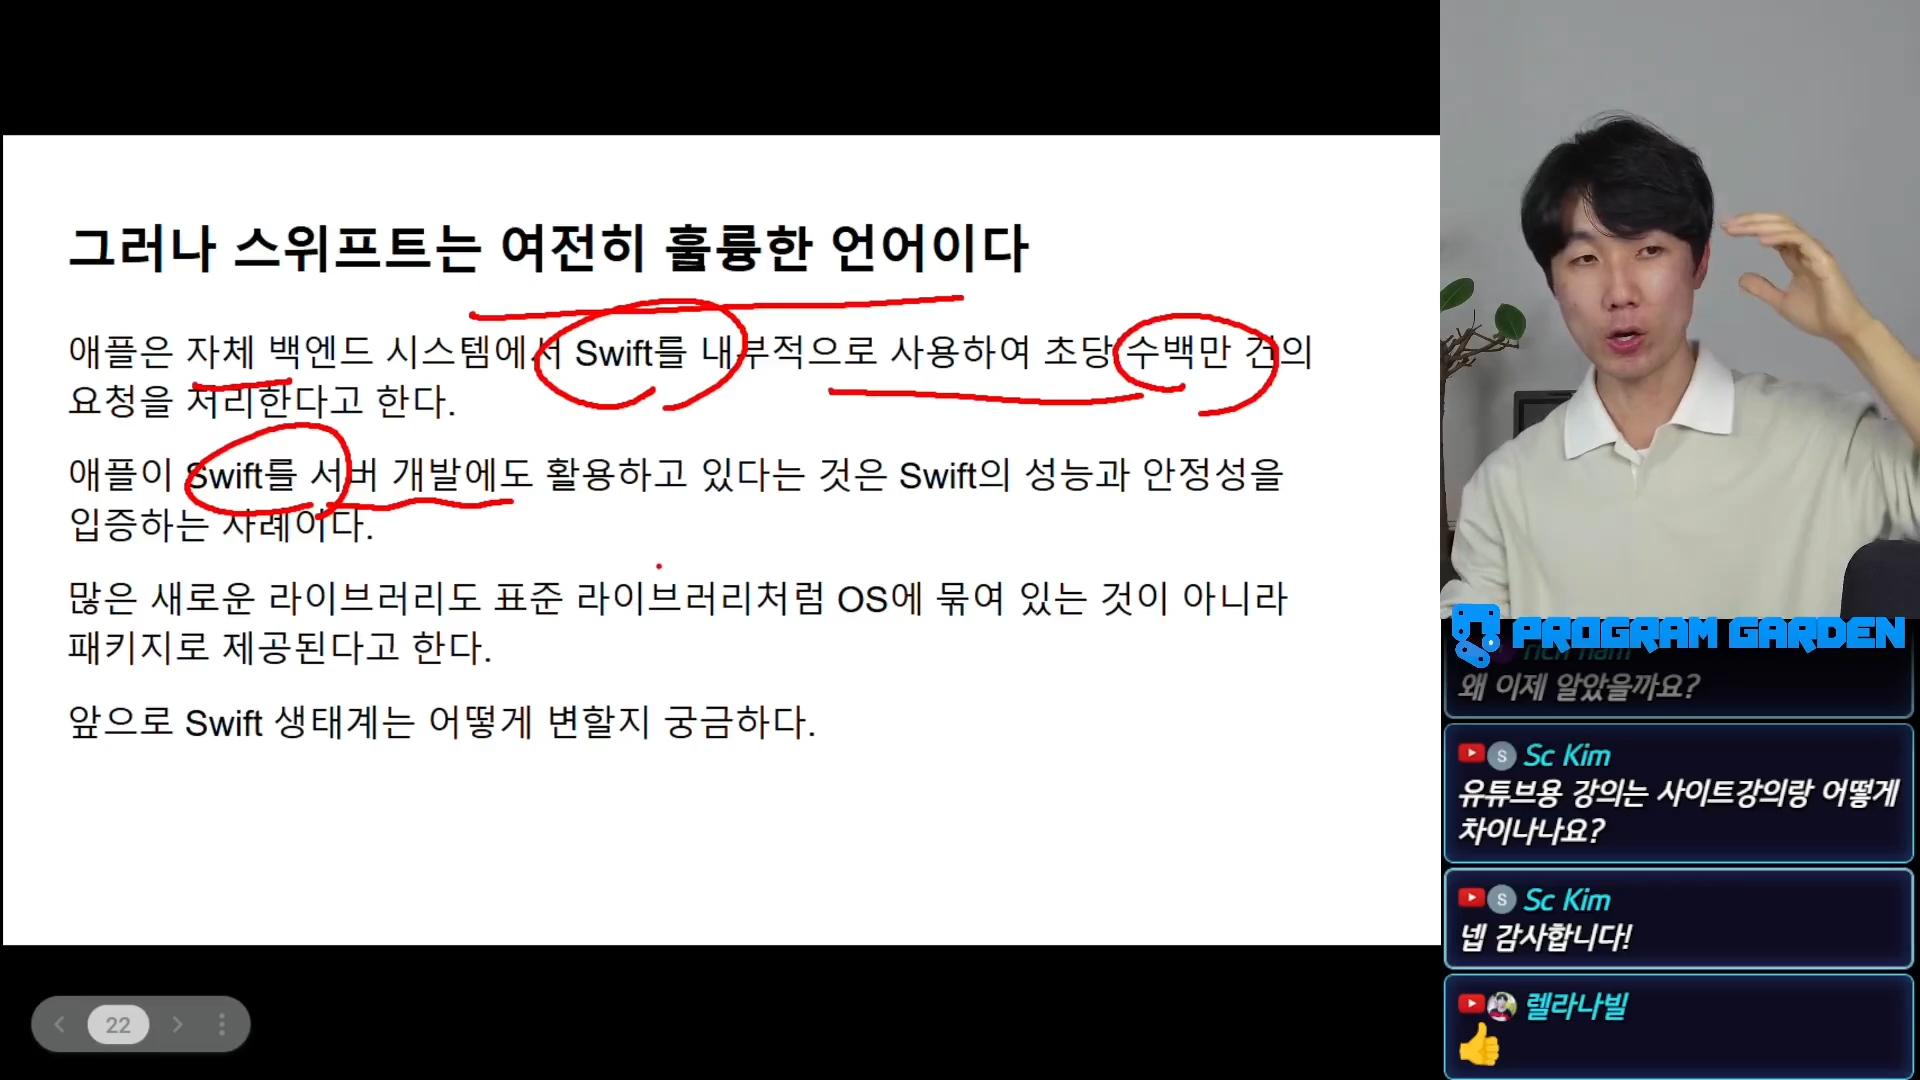 그러나 스위프트는 여전히 훌륭한 언어이다
애플은 자체 백엔드 시스템에서 Swift를 내부적으로 사용하여 초당 수백만 건의
요청을 처리한다고 한다.
애플이 Swift를 서버 개발에도 활용하고 있다는 것은 Swift의 성능과 안정성을
입증하는 사례이다.
많은 새로운 라이브러리도 표준 라이브러리처럼 OS에 묶여 있는 것이 아니라
패키지로 제공된다고 한다.
앞으로 Swift 생태계는 어떻게 변할지 궁금하다.
22
PROGRAM GARDEN
rich nam
왜 이제 알았을까요?
S Sc Kim
유튜브용 강의는 사이트강의랑 어떻게
차이나나요?
S Sc Kim
넵 감사합니다!
렐라나빌